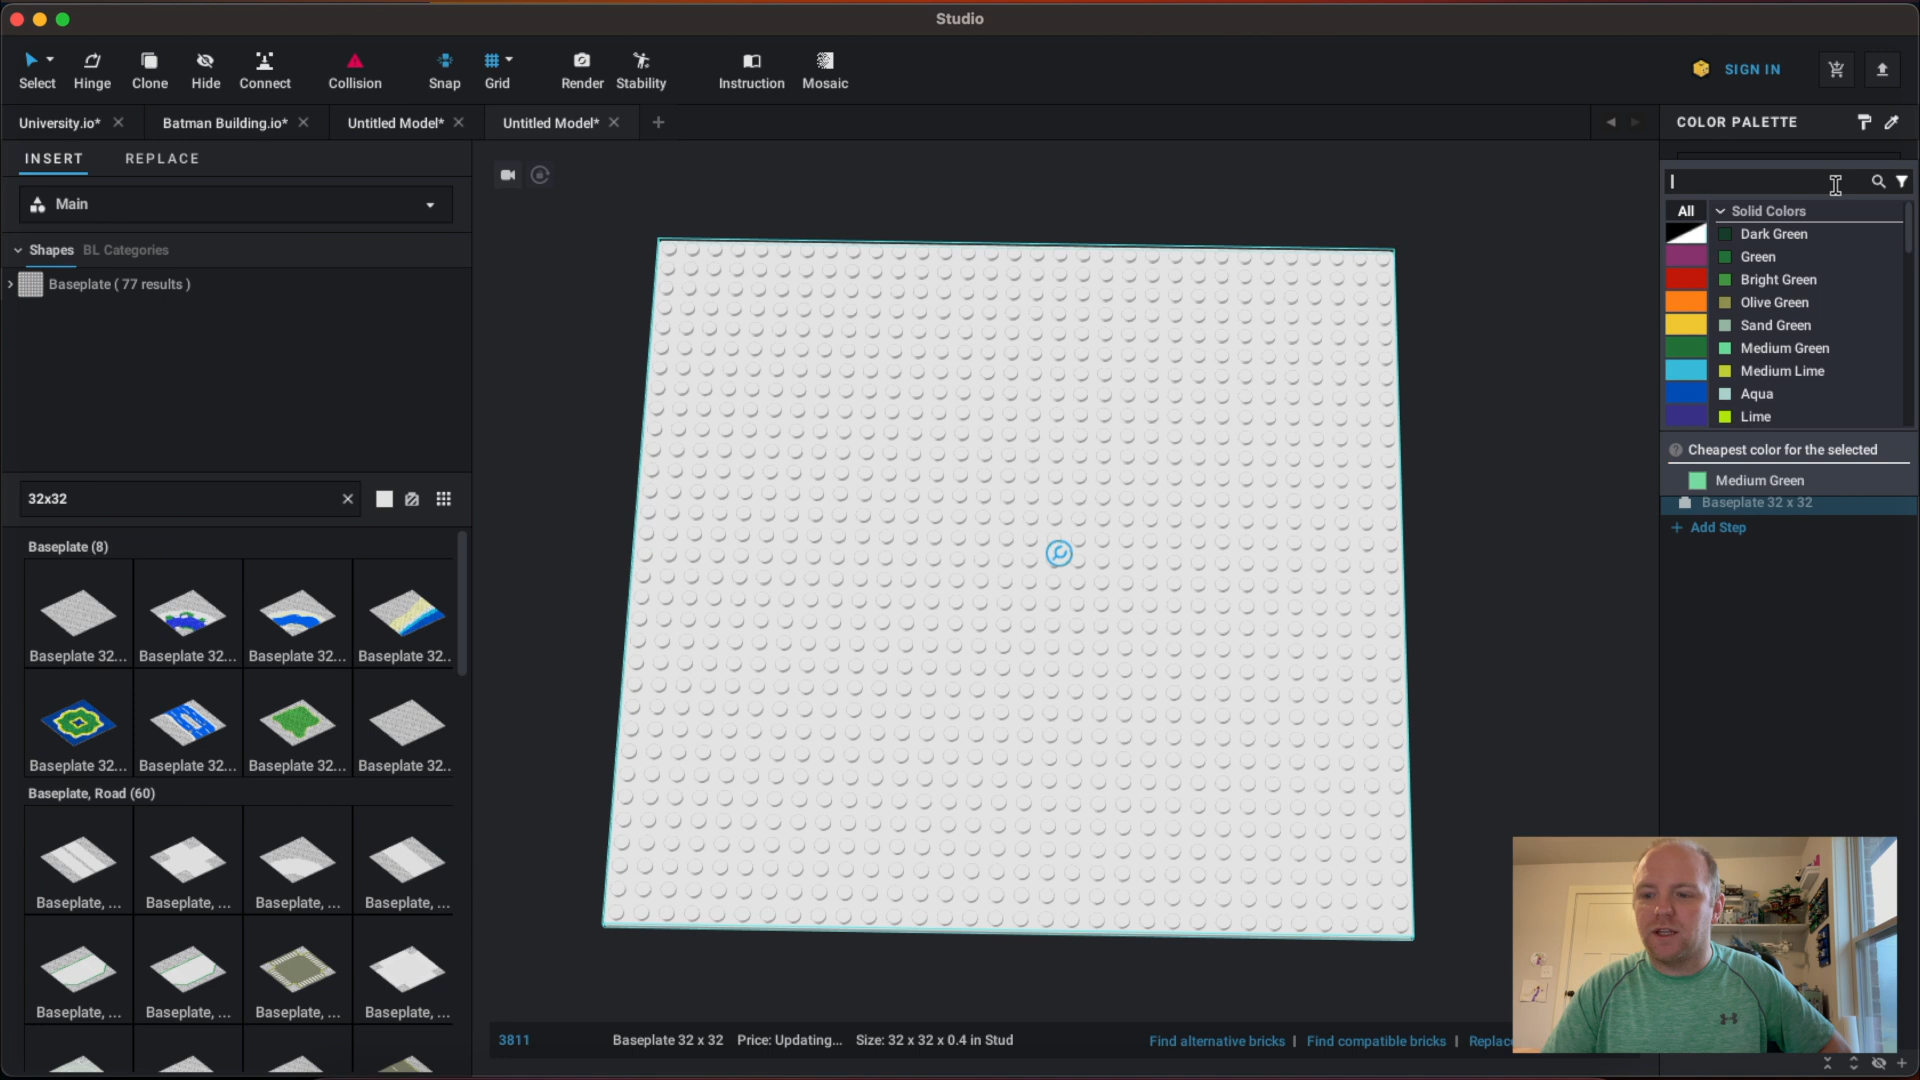 Studio
Select
Hinge
Clone
Hide
Connect
Collision
Snap
Grid
Render
Stability
Instruction
Mosaic
SIGN IN
University.io*
Batman Building.io*
Untitled Model*
Untitled Model*
COLOR PALETTE
INSERT
REPLACE
Main
Shapes
BL Categories
Baseplate ( 77 results )
All
Solid Colors
Dark Green
Green
Bright Green
Olive Green
Sand Green
Medium Green
Medium Lime
Aqua
Lime
Cheapest color for the selected
Medium Green
Baseplate 32 x 32
Add Step
32x32
Baseplate (8)
Baseplate 32...
Baseplate 32...
Baseplate 32...
Baseplate 32..
Baseplate 32...
Baseplate 32...
Baseplate 32...
Baseplate 32..
Baseplate, Road (60)
Baseplate, ...
Baseplate, ...
Baseplate, ...
Baseplate, ...
Baseplate, ...
Baseplate, ...
Baseplate, ...
Baseplate, ...
3811
Baseplate 32 x 32
Price: Updating...
Size: 32 x 32 x 0.4 in Stud
Find alternative bricks |
Find compatible bricks |
Replac